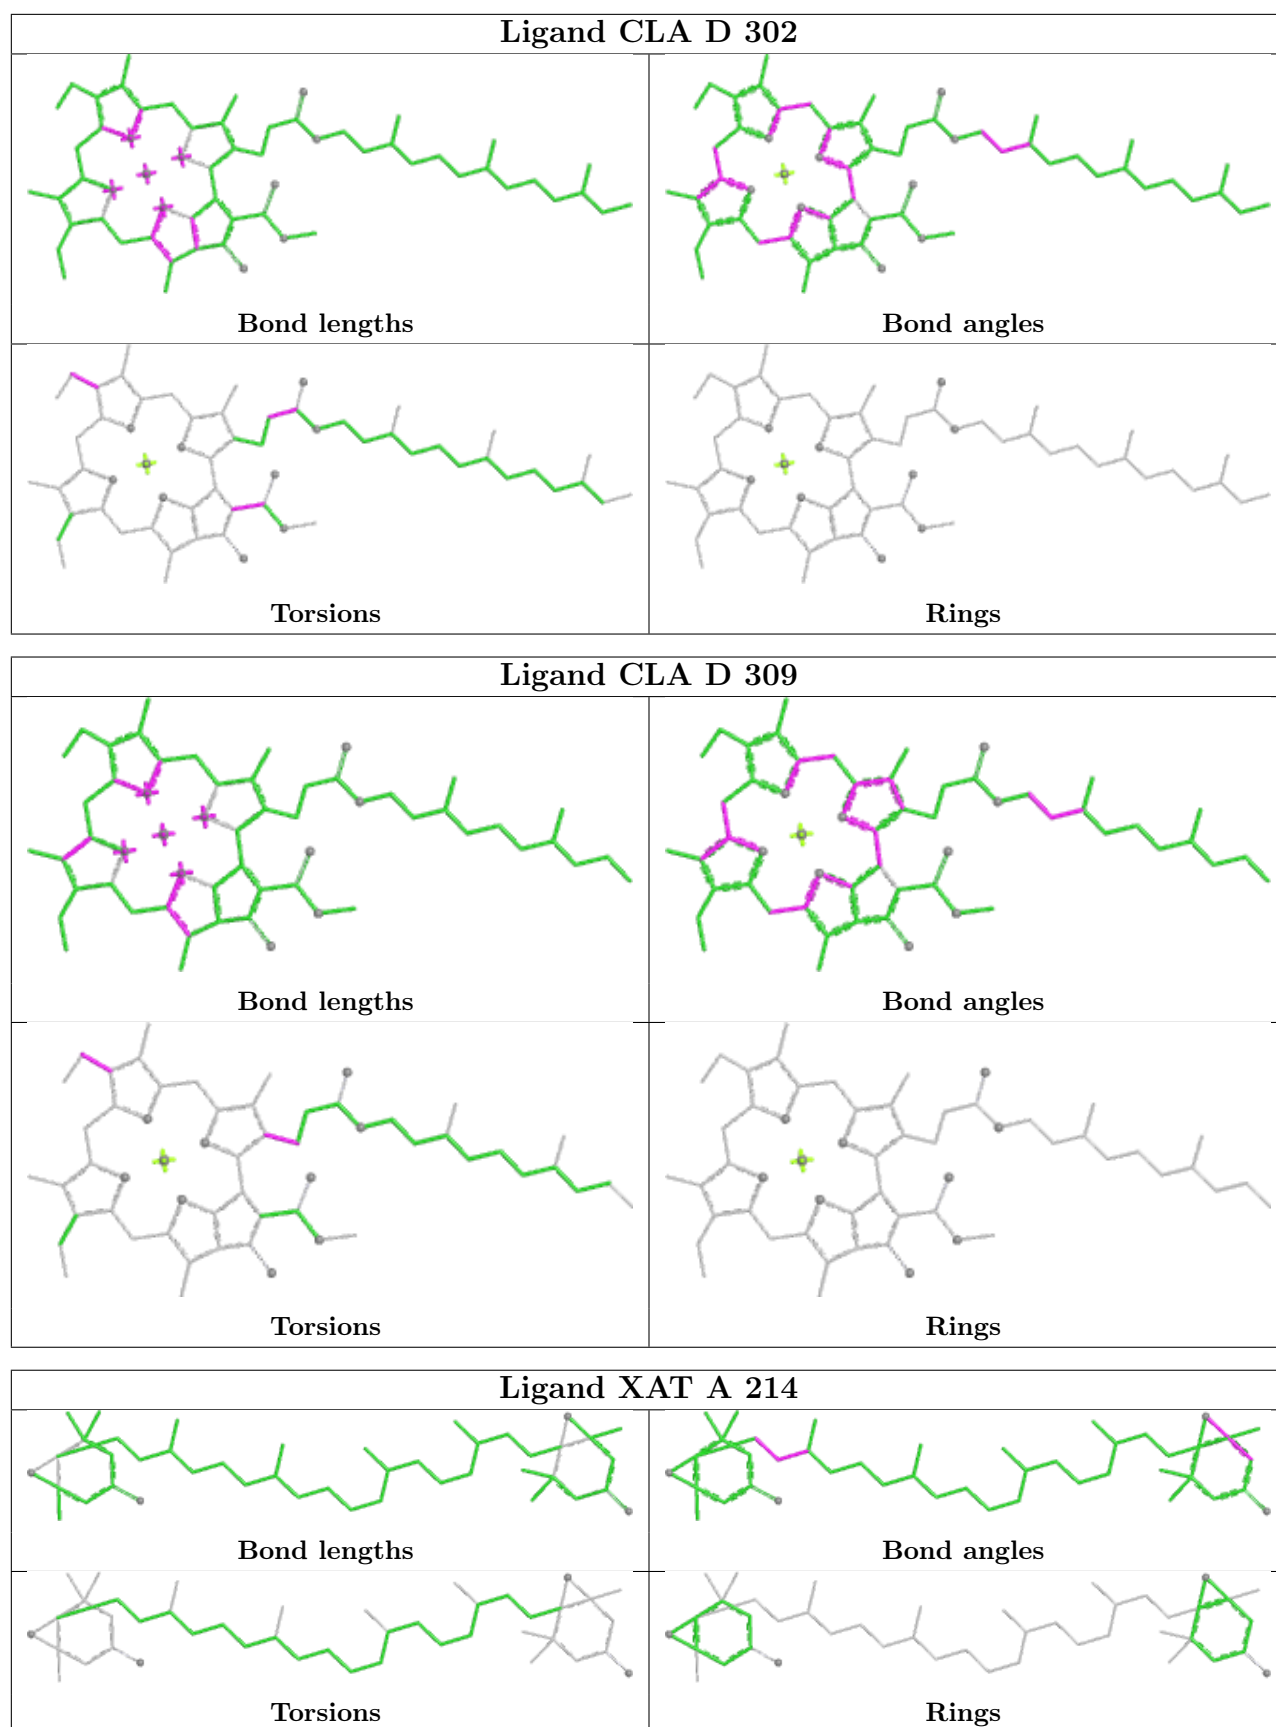 Ligand CLA D 302
Bond lengths
Bond angles
Torsions
Rings
Ligand CLA D 309
Bond lengths
Bond angles
Torsions
Rings
Ligand XAT A 214
Bond lengths
Bond angles
Torsions
Rings